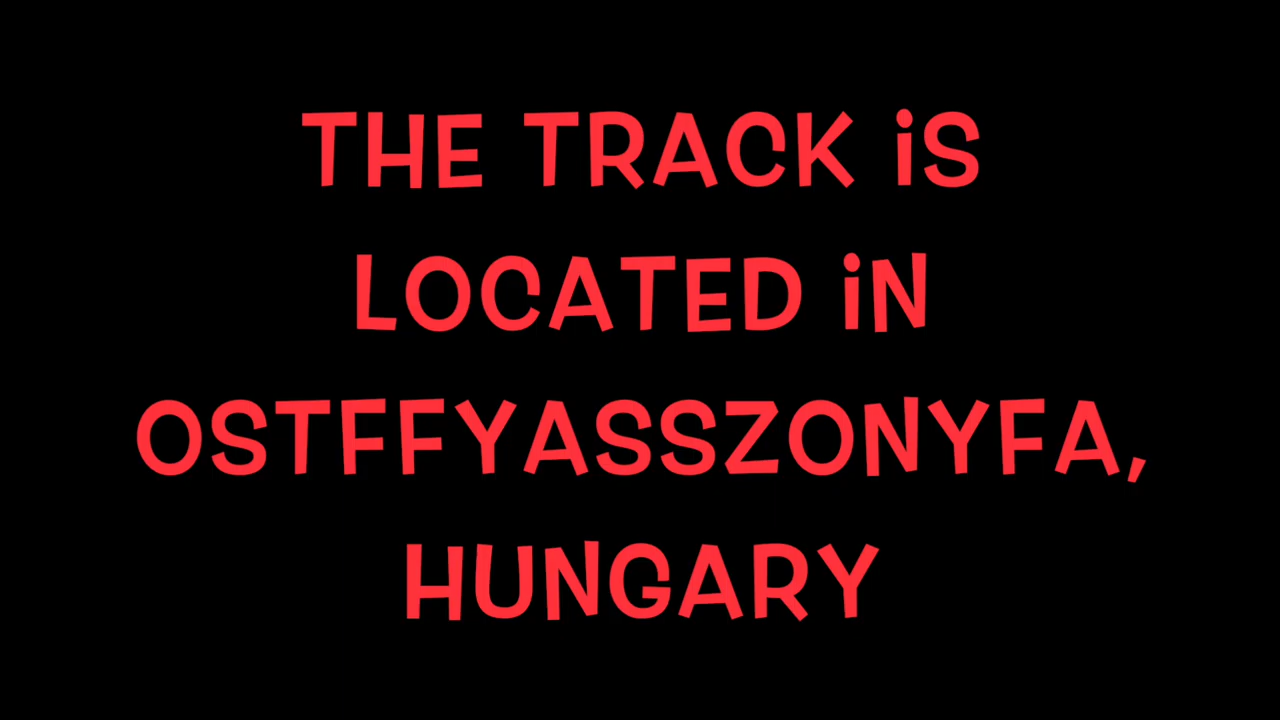 THE TRACK iS
LOCATED iN
OSTFFYASSZONYFA,
HUNGARY